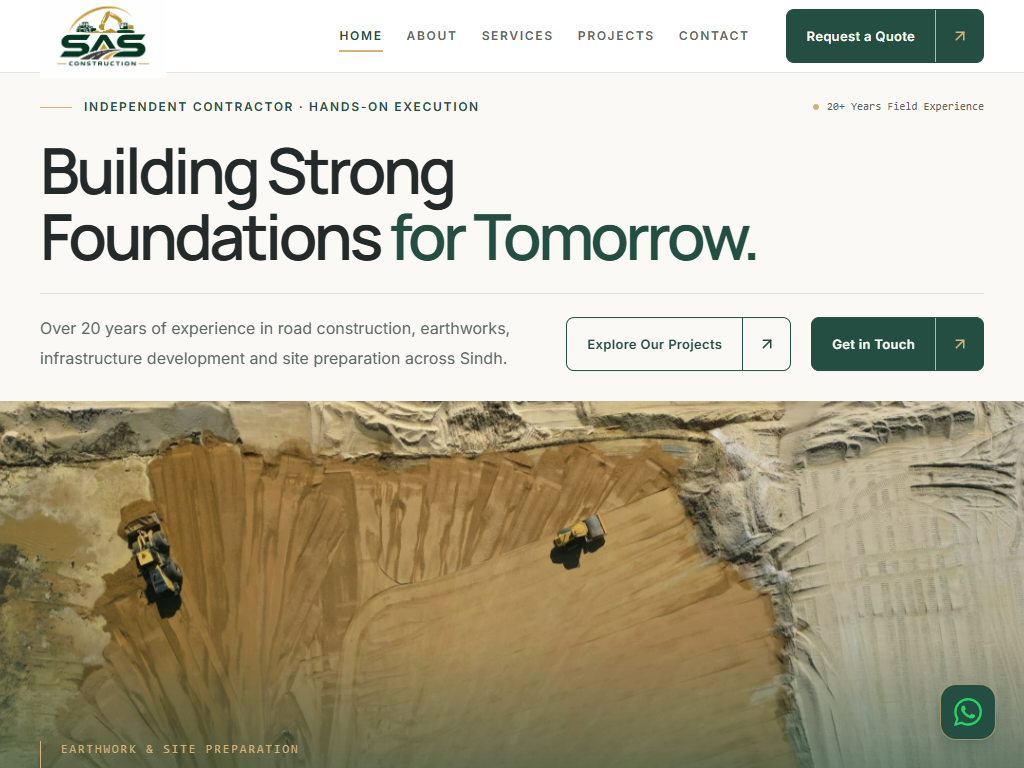 SAS
CONSTRUCTION
HOME ABOUT SERVICES PROJECTS CONTACT
Request a Quote
INDEPENDENT CONTRACTOR · HANDS-ON EXECUTION
20+ Years Field Experience
Building Strong
Foundations for Tomorrow.
Over 20 years of experience in road construction, earthworks,
infrastructure development and site preparation across Sindh.
Explore Our Projects
Get in Touch
EARTHWORK & SITE PREPARATION